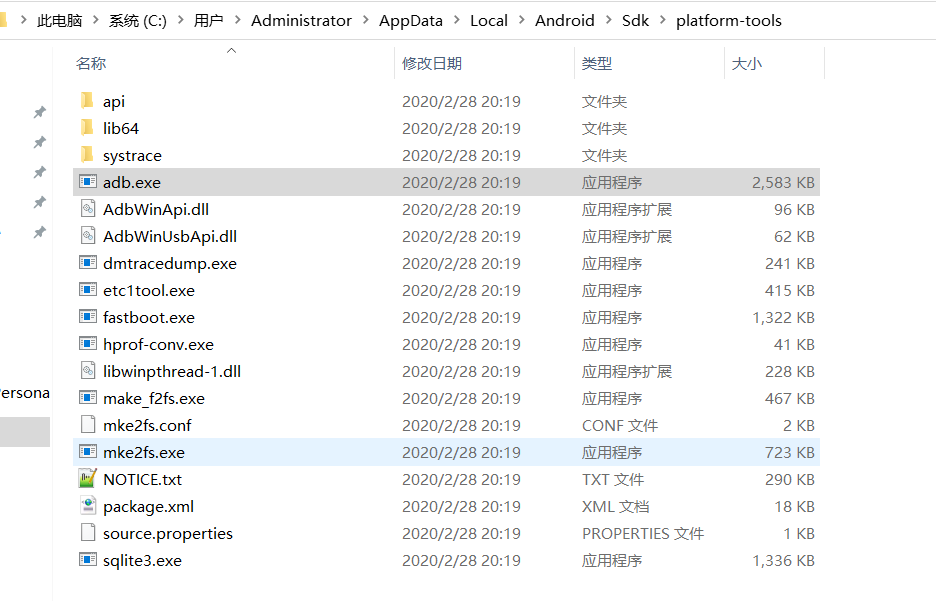 此电脑 > 系统 (C:) > 用户 > Administrator > AppData > Local > Android > Sdk > platform-tools
名称 修改日期 类型 大小
api 2020/2/28 20:19 文件夹
lib64 2020/2/28 20:19 文件夹
systrace 2020/2/28 20:19 文件夹
adb.exe 2020/2/28 20:19 应用程序 2,583 KB
AdbWinApi.dll 2020/2/28 20:19 应用程序扩展 96 KB
AdbWinUsbApi.dll 2020/2/28 20:19 应用程序扩展 62 KB
dmtracedump.exe 2020/2/28 20:19 应用程序 241 KB
etc1tool.exe 2020/2/28 20:19 应用程序 415 KB
fastboot.exe 2020/2/28 20:19 应用程序 1,322 KB
hprof-conv.exe 2020/2/28 20:19 应用程序 41 KB
libwinpthread-1.dll 2020/2/28 20:19 应用程序扩展 228 KB
ersona
make_f2fs.exe 2020/2/28 20:19 应用程序 467 KB
mke2fs.conf 2020/2/28 20:19 CONF 文件 2 KB
mke2fs.exe 2020/2/28 20:19 应用程序 723 KB
NOTICE.txt 2020/2/28 20:19 TXT 文件 290 KB
package.xml 2020/2/28 20:19 XML 文档 18 KB
source.properties 2020/2/28 20:19 PROPERTIES 文件 1 KB
sqlite3.exe 2020/2/28 20:19 应用程序 1,336 KB